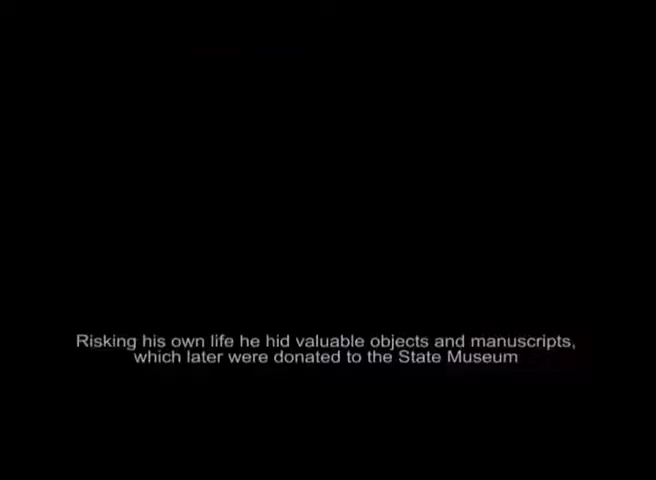 Risking his own life he hid valuable objects and manuscripts,
which later were donated to the State Museum